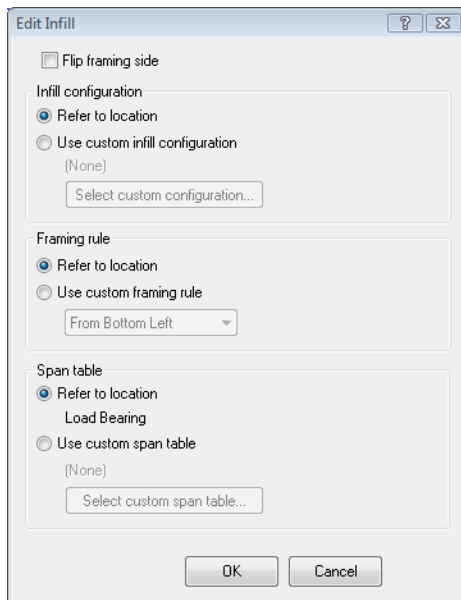 Edit Infill
Flip framing side
Infill configuration
Refer to location
Use custom infill configuration
(None)
Select custom configuration...
Framing rule
Refer to location
Use custom framing rule
From Bottom Left
Span table
Refer to location
Load Bearing
Use custom span table
(None)
Select custom span table...
OK Cancel